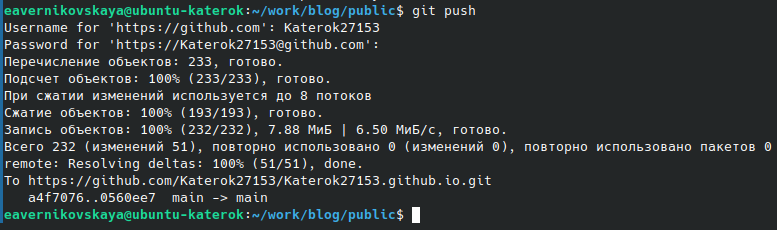 eavernikovskaya@ubuntu-katerok:~/work/blog/public$ git push
Username for 'https://github.com': Katerok27153
Password for 'https://Katerok27153@github.com':
Перечисление объектов: 233, готово.
Подсчет объектов: 100% (233/233), готово.
При сжатии изменений используется до 8 потоков
Сжатие объектов: 100% (193/193), готово.
Запись объектов: 100% (232/232), 7.88 МиБ | 6.50 МиБ/с, готово.
Всего 232 (изменений 51), повторно использовано 0 (изменений 0), повторно использовано пакетов 0
remote: Resolving deltas: 100% (51/51), done.
To https://github.com/Katerok27153/Katerok27153.github.io.git
   a4f7076..0560ee7  main -> main
eavernikovskaya@ubuntu-katerok:~/work/blog/public$